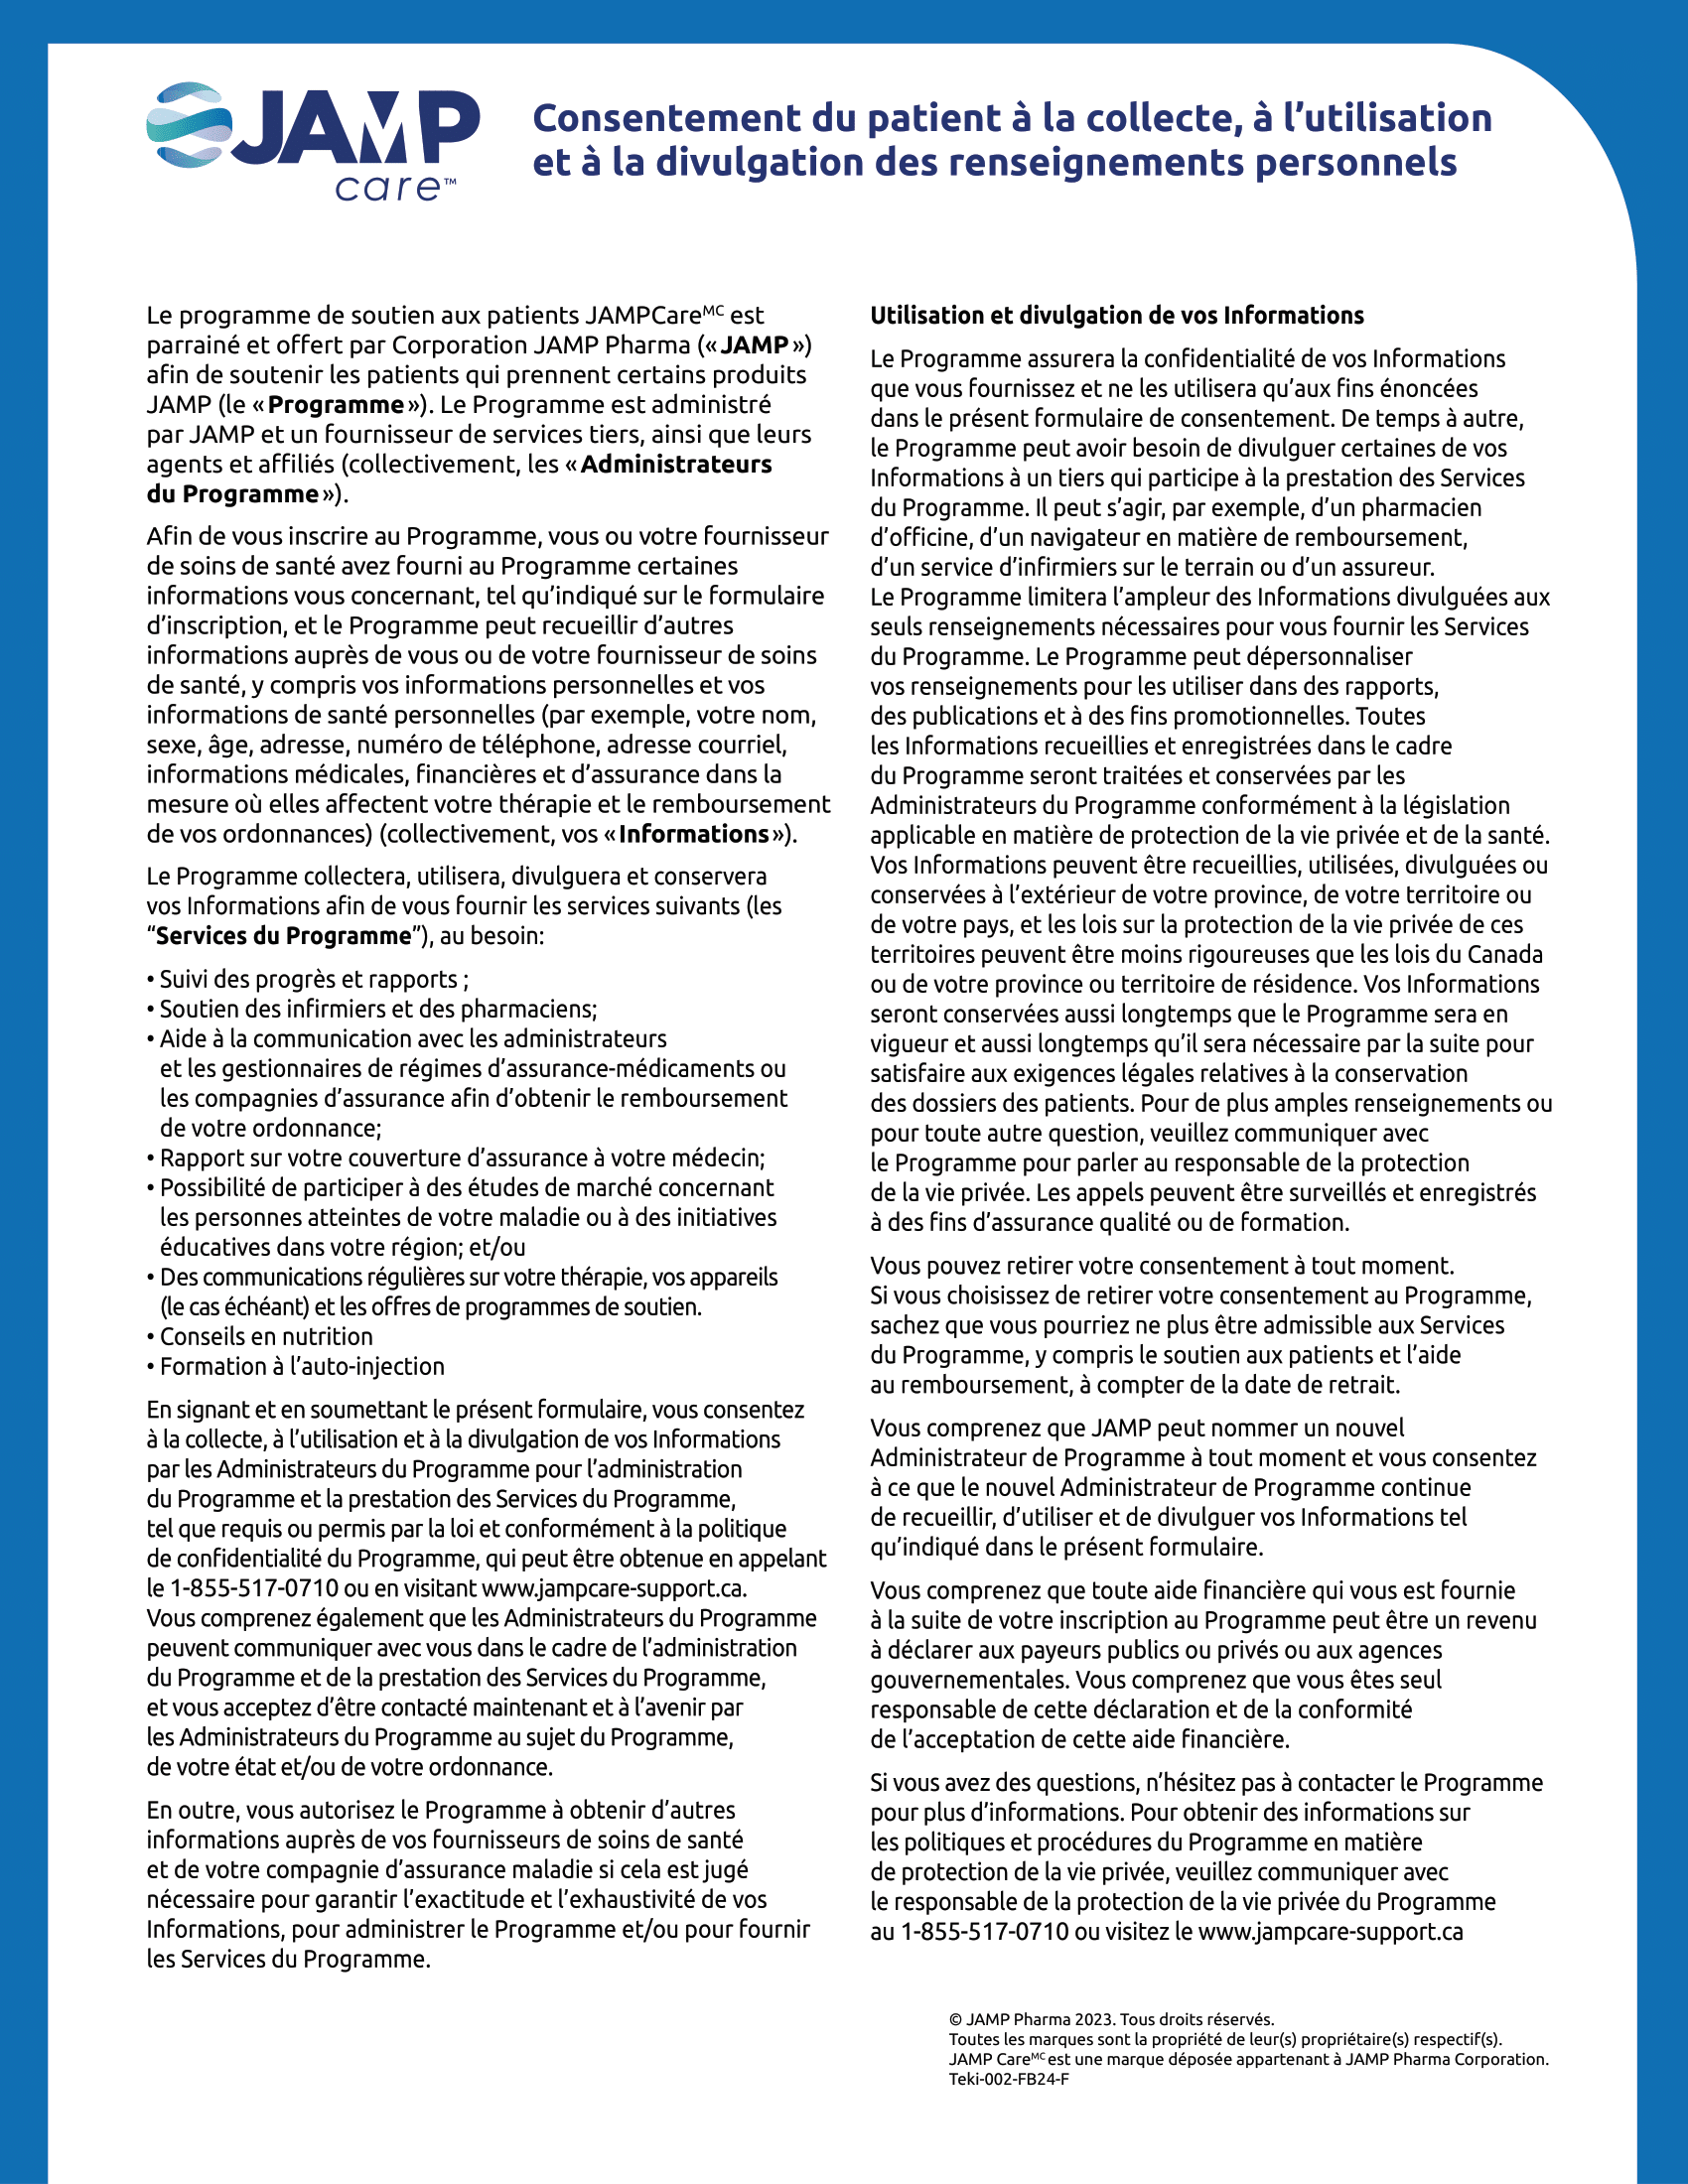 JAMP
care™
Consentement du patient à la collecte, à l’utilisation
et à la divulgation des renseignements personnels
Le programme de soutien aux patients JAMPCareMC est
parrainé et offert par Corporation JAMP Pharma (« JAMP »)
afin de soutenir les patients qui prennent certains produits
JAMP (le « Programme »). Le Programme est administré
par JAMP et un fournisseur de services tiers, ainsi que leurs
agents et affiliés (collectivement, les « Administrateurs
du Programme »).
Afin de vous inscrire au Programme, vous ou votre fournisseur
de soins de santé avez fourni au Programme certaines
informations vous concernant, tel qu’indiqué sur le formulaire
d’inscription, et le Programme peut recueillir d’autres
informations auprès de vous ou de votre fournisseur de soins
de santé, y compris vos informations personnelles et vos
informations de santé personnelles (par exemple, votre nom,
sexe, âge, adresse, numéro de téléphone, adresse courriel,
informations médicales, financières et d’assurance dans la
mesure où elles affectent votre thérapie et le remboursement
de vos ordonnances) (collectivement, vos « Informations »).
Le Programme collectera, utilisera, divulguera et conservera
vos Informations afin de vous fournir les services suivants (les
“Services du Programme”), au besoin:
• Suivi des progrès et rapports ;
• Soutien des infirmiers et des pharmaciens;
• Aide à la communication avec les administrateurs
et les gestionnaires de régimes d’assurance-médicaments ou
les compagnies d’assurance afin d’obtenir le remboursement
de votre ordonnance;
• Rapport sur votre couverture d’assurance à votre médecin;
• Possibilité de participer à des études de marché concernant
les personnes atteintes de votre maladie ou à des initiatives
éducatives dans votre région; et/ou
• Des communications régulières sur votre thérapie, vos appareils
(le cas échéant) et les offres de programmes de soutien.
• Conseils en nutrition
• Formation à l’auto-injection
En signant et en soumettant le présent formulaire, vous consentez
à la collecte, à l’utilisation et à la divulgation de vos Informations
par les Administrateurs du Programme pour l’administration
du Programme et la prestation des Services du Programme,
tel que requis ou permis par la loi et conformément à la politique
de confidentialité du Programme, qui peut être obtenue en appelant
le 1-855-517-0710 ou en visitant www.jampcare-support.ca.
Vous comprenez également que les Administrateurs du Programme
peuvent communiquer avec vous dans le cadre de l’administration
du Programme et de la prestation des Services du Programme,
et vous acceptez d’être contacté maintenant et à l’avenir par
les Administrateurs du Programme au sujet du Programme,
de votre état et/ou de votre ordonnance.
En outre, vous autorisez le Programme à obtenir d’autres
informations auprès de vos fournisseurs de soins de santé
et de votre compagnie d’assurance maladie si cela est jugé
nécessaire pour garantir l’exactitude et l’exhaustivité de vos
Informations, pour administrer le Programme et/ou pour fournir
les Services du Programme.
Utilisation et divulgation de vos Informations
Le Programme assurera la confidentialité de vos Informations
que vous fournissez et ne les utilisera qu’aux fins énoncées
dans le présent formulaire de consentement. De temps à autre,
le Programme peut avoir besoin de divulguer certaines de vos
Informations à un tiers qui participe à la prestation des Services
du Programme. Il peut s’agir, par exemple, d’un pharmacien
d’officine, d’un navigateur en matière de remboursement,
d’un service d’infirmiers sur le terrain ou d’un assureur.
Le Programme limitera l’ampleur des Informations divulguées aux
seuls renseignements nécessaires pour vous fournir les Services
du Programme. Le Programme peut dépersonnaliser
vos renseignements pour les utiliser dans des rapports,
des publications et à des fins promotionnelles. Toutes
les Informations recueillies et enregistrées dans le cadre
du Programme seront traitées et conservées par les
Administrateurs du Programme conformément à la législation
applicable en matière de protection de la vie privée et de la santé.
Vos Informations peuvent être recueillies, utilisées, divulguées ou
conservées à l’extérieur de votre province, de votre territoire ou
de votre pays, et les lois sur la protection de la vie privée de ces
territoires peuvent être moins rigoureuses que les lois du Canada
ou de votre province ou territoire de résidence. Vos Informations
seront conservées aussi longtemps que le Programme sera en
vigueur et aussi longtemps qu’il sera nécessaire par la suite pour
satisfaire aux exigences légales relatives à la conservation
des dossiers des patients. Pour de plus amples renseignements ou
pour toute autre question, veuillez communiquer avec
le Programme pour parler au responsable de la protection
de la vie privée. Les appels peuvent être surveillés et enregistrés
à des fins d’assurance qualité ou de formation.
Vous pouvez retirer votre consentement à tout moment.
Si vous choisissez de retirer votre consentement au Programme,
sachez que vous pourriez ne plus être admissible aux Services
du Programme, y compris le soutien aux patients et l’aide
au remboursement, à compter de la date de retrait.
Vous comprenez que JAMP peut nommer un nouvel
Administrateur de Programme à tout moment et vous consentez
à ce que le nouvel Administrateur de Programme continue
de recueillir, d’utiliser et de divulguer vos Informations tel
qu’indiqué dans le présent formulaire.
Vous comprenez que toute aide financière qui vous est fournie
à la suite de votre inscription au Programme peut être un revenu
à déclarer aux payeurs publics ou privés ou aux agences
gouvernementales. Vous comprenez que vous êtes seul
responsable de cette déclaration et de la conformité
de l’acceptation de cette aide financière.
Si vous avez des questions, n’hésitez pas à contacter le Programme
pour plus d’informations. Pour obtenir des informations sur
les politiques et procédures du Programme en matière
de protection de la vie privée, veuillez communiquer avec
le responsable de la protection de la vie privée du Programme
au 1-855-517-0710 ou visitez le www.jampcare-support.ca
© JAMP Pharma 2023. Tous droits réservés.
Toutes les marques sont la propriété de leur(s) propriétaire(s) respectif(s).
JAMP CareMC est une marque déposée appartenant à JAMP Pharma Corporation.
Teki-002-FB24-F